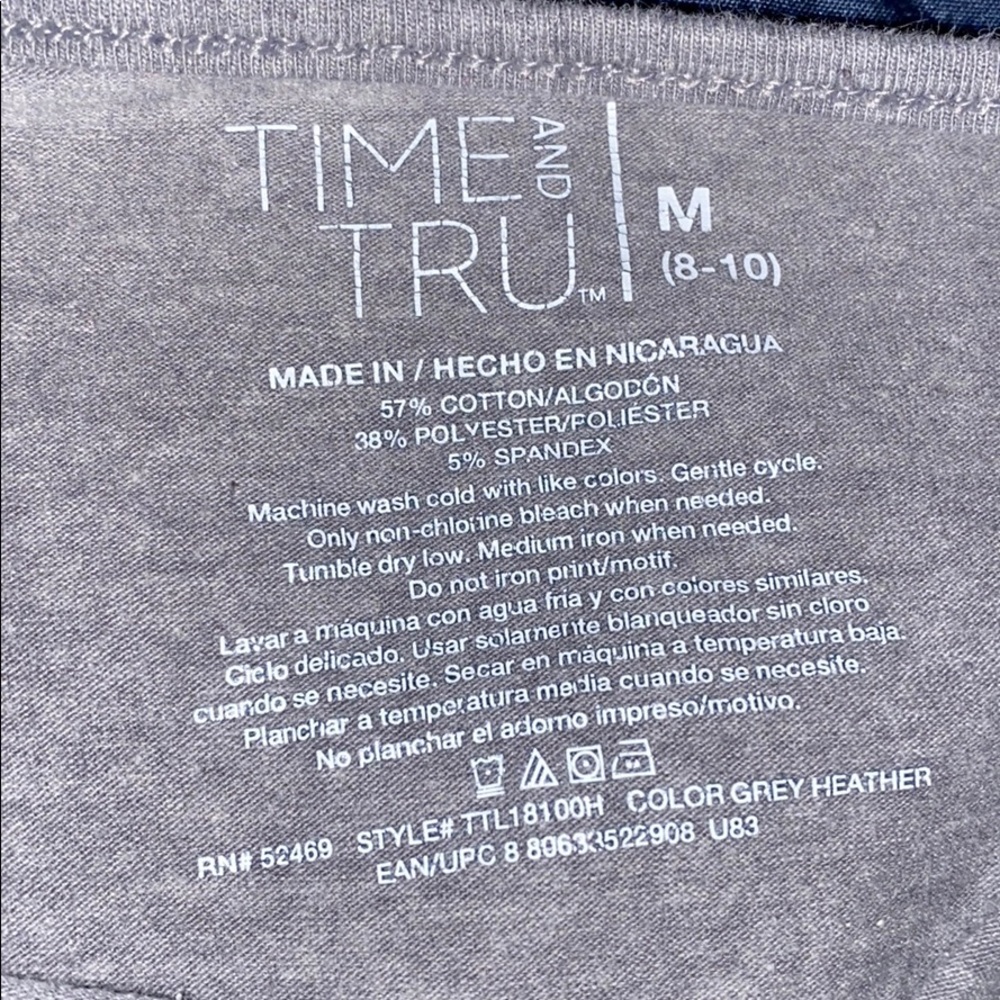 TIME AND
TRU™
M
(8-10)
MADE IN / HECHO EN NICARAGUA
57% COTTON/ALGODÓN
38% POLYESTER/POLIÉSTER
5% SPANDEX
Machine wash cold with like colors. Gentle cycle.
Only non-chlorine bleach when needed.
Tumble dry low. Medium iron when needed.
Do not iron print/motif.
Lavar a máquina con agua fría y con colores similares.
Ciclo delicado. Usar solamente blanqueador sin cloro
cuando se necesite. Secar en máquina a temperatura baja.
Planchar a temperatura media cuando se necesite.
No planchar el adorno impreso/motivo.
RN# 52469 STYLE# TTL18100H COLOR GREY HEATHER
EAN/UPC 8 U83